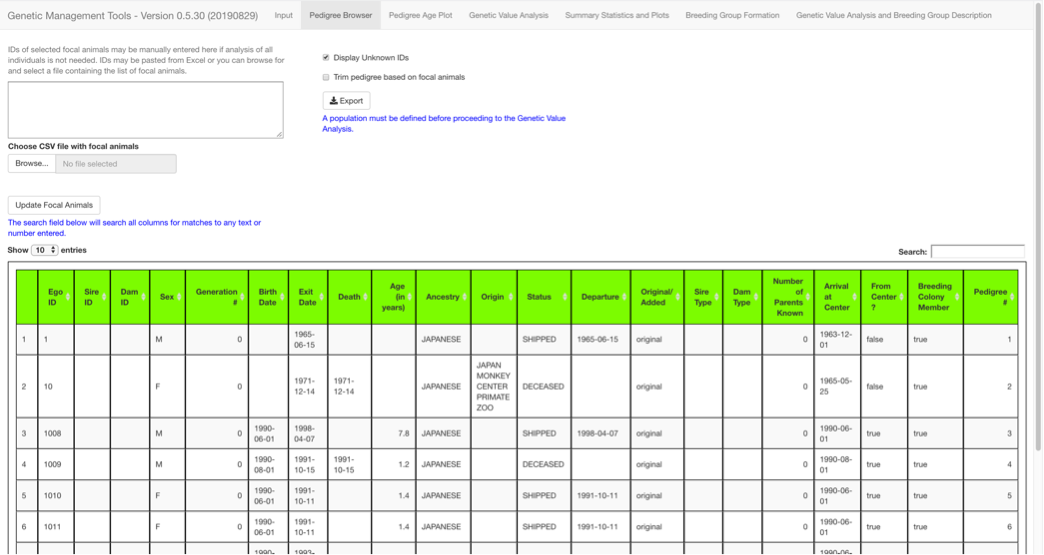 Genetic Management Tools - Version 0.5.30 (20190829) Input Pedigree Browser Pedigree Age Plot Genetic Value Analysis Summary Statistics and Plots Breeding Group Formation Genetic Value Analysis and Breeding Group Description
IDs of selected focal animals may be manually entered here if analysis of all
individuals is not needed. IDs may be pasted from Excel or you can browse for
and select a file containing the list of focal animals.
Display Unknown IDs
Trim pedigree based on focal animals
Export
A population must be defined before proceeding to the Genetic Value
Analysis.
Choose CSV file with focal animals
Browse... No file selected
Update Focal Animals
The search field below will search all columns for matches to any text or
number entered.
Show 10 entries
Search:
Ego ID Sire ID Dam ID Sex Generation # Birth Date Exit Date Death Age (in years) Ancestry Origin Status Departure Original/ Added Sire Type Dam Type Number of Parents Known Arrival at Center From Center ? Breeding Colony Member Pedigree #
1 1 M 0 1965-06-15 JAPANESE SHIPPED 1965-06-15 original 0 1963-12-01 false true 1
2 10 F 0 1971-12-14 1971-12-14 JAPANESE JAPAN MONKEY CENTER PRIMATE ZOO DECEASED original 0 1965-05-25 false true 2
3 1008 M 0 1990-06-01 1998-04-07 7.8 JAPANESE SHIPPED 1998-04-07 original 0 1990-06-01 true true 3
4 1009 M 0 1990-08-01 1991-10-15 1991-10-15 1.2 JAPANESE DECEASED original 0 1990-08-01 true true 4
5 1010 F 0 1990-06-01 1991-10-11 1.4 JAPANESE SHIPPED 1991-10-11 original 0 1990-06-01 true true 5
6 1011 F 0 1990-06-01 1991-10-11 1.4 JAPANESE SHIPPED 1991-10-11 original 0 1990-06-01 true true 6
1990- 1993- 1990-06-